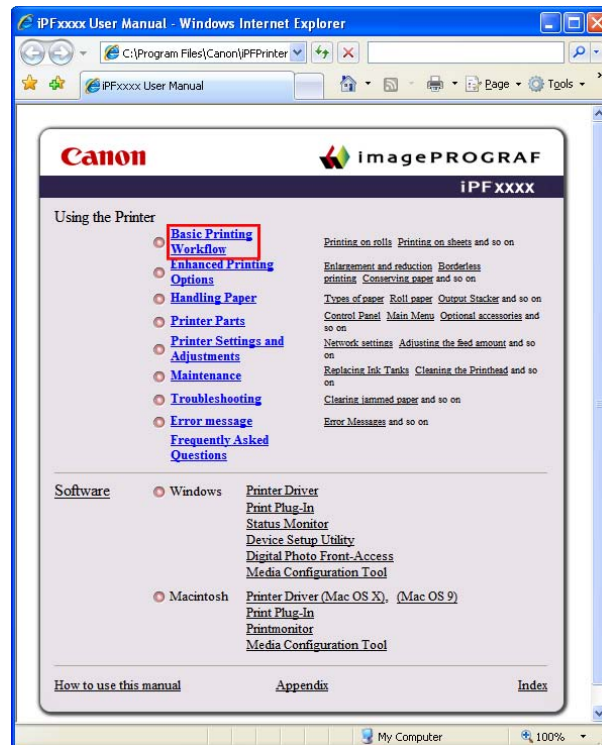 iPFxxxx User Manual - Windows Internet Explorer
C:\Program Files\Canon\iPFPrinter
iPFxxxx User Manual
Page
Tools
Canon
imagePROGRAF
iPFxxxx
Using the Printer
Basic Printing
Workflow
Printing on rolls Printing on sheets and so on
Enhanced Printing
Options
Enlargement and reduction Borderless
printing Conserving paper and so on
Handling Paper
Types of paper Roll paper Output Stacker and so on
Printer Parts
Control Panel Main Menu Optional accessories and
so on
Printer Settings and
Adjustments
Network settings Adjusting the feed amount and so
on
Maintenance
Replacing Ink Tanks Cleaning the Printhead and so
on
Troubleshooting
Clearing jammed paper and so on
Error message
Error Messages and so on
Frequently Asked
Questions
Software
Windows
Printer Driver
Print Plug-In
Status Monitor
Device Setup Utility
Digital Photo Front-Access
Media Configuration Tool
Macintosh
Printer Driver (Mac OS X), (Mac OS 9)
Print Plug-In
Printmonitor
Media Configuration Tool
How to use this manual Appendix Index
My Computer 100%